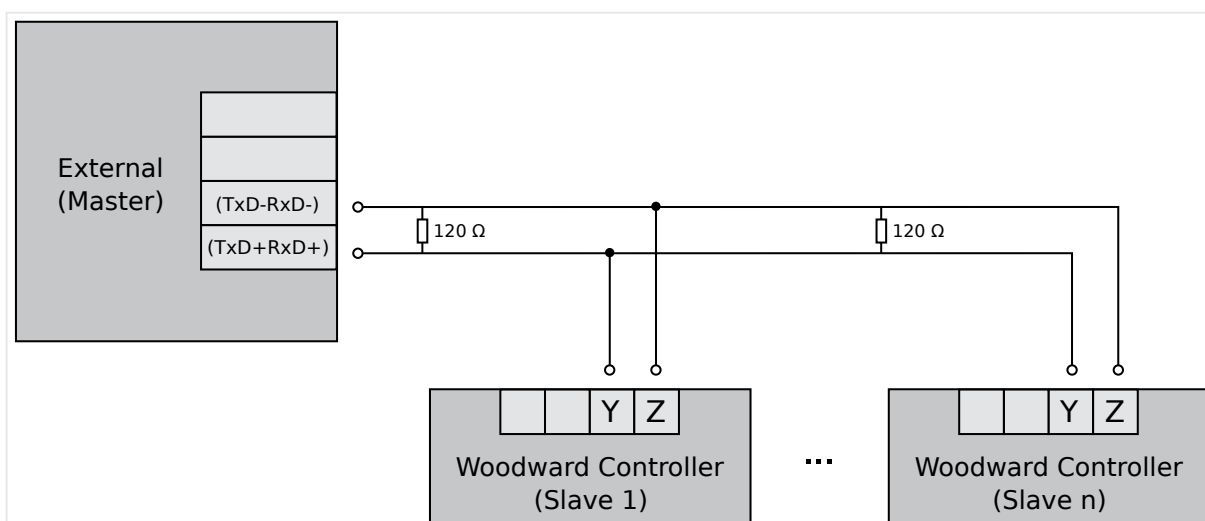 External
(Master)
(TxD-RxD-)
(TxD+RxD+)
120 Ω
120 Ω
Y Z
Y Z
Woodward Controller
(Slave 1)
...
Woodward Controller
(Slave n)